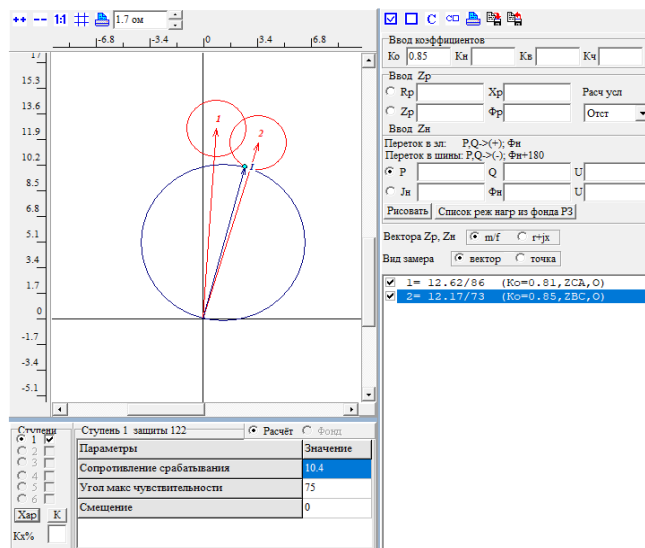 ++ -- 1:1 1.7 ом
-6.8 -3.4 0 3.4 6.8
17
15.3
13.6
11.9
10.2
8.5
6.8
5.1
3.4
1.7
0
-1.7
-3.4
-5.1
1
2
1
C
Ввод коэффициентов
Ко 0.85 Кн Кв Кч
Ввод Zp
Rp Xp Расч усл
Zp Фр Отст
Ввод Zн
Переток в эл: P,Q->(+); Фн
Переток в шины: P,Q->(-); Фн+180
P Q U
Jн Фн U
Рисовать Список реж нагр из фонда РЗ
Вектора Zp, Zн m/f r+jx
Вид замера вектор точка
1= 12.62/86 (Ко=0.81,ZCA,О)
2= 12.17/73 (Ко=0.85,ZBC,О)
Ступени
1
2
3
4
5
6
Хар К
Кх%
Ступень 1 защиты 122 Расчёт Фонд
Параметры Значение
Сопротивление срабатывания 10.4
Угол макс чувствительности 75
Смещение 0